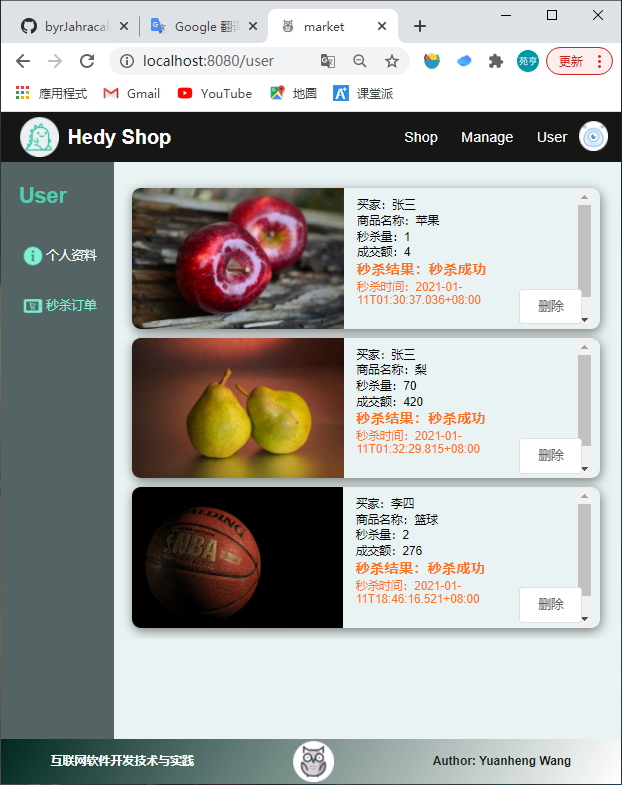 byrJahraca
Google 翻
market
localhost:8080/user
苑亨
更新
應用程式
Gmail
YouTube
地圖
课堂派
Hedy Shop
Shop
Manage
User
User
个人资料
秒杀订单
买家：张三
商品名称：苹果
秒杀量：1
成交额：4
秒杀结果：秒杀成功
秒杀时间：2021-01-
11T01:30:37.036+08:00
删除
买家：张三
商品名称：梨
秒杀量：70
成交额：420
秒杀结果：秒杀成功
秒杀时间：2021-01-
11T01:32:29.815+08:00
删除
SPALDING
NBA
买家：李四
商品名称：篮球
秒杀量：2
成交额：276
秒杀结果：秒杀成功
秒杀时间：2021-01-
11T18:46:16.521+08:00
删除
互联网软件开发技术与实践
Author: Yuanheng Wang